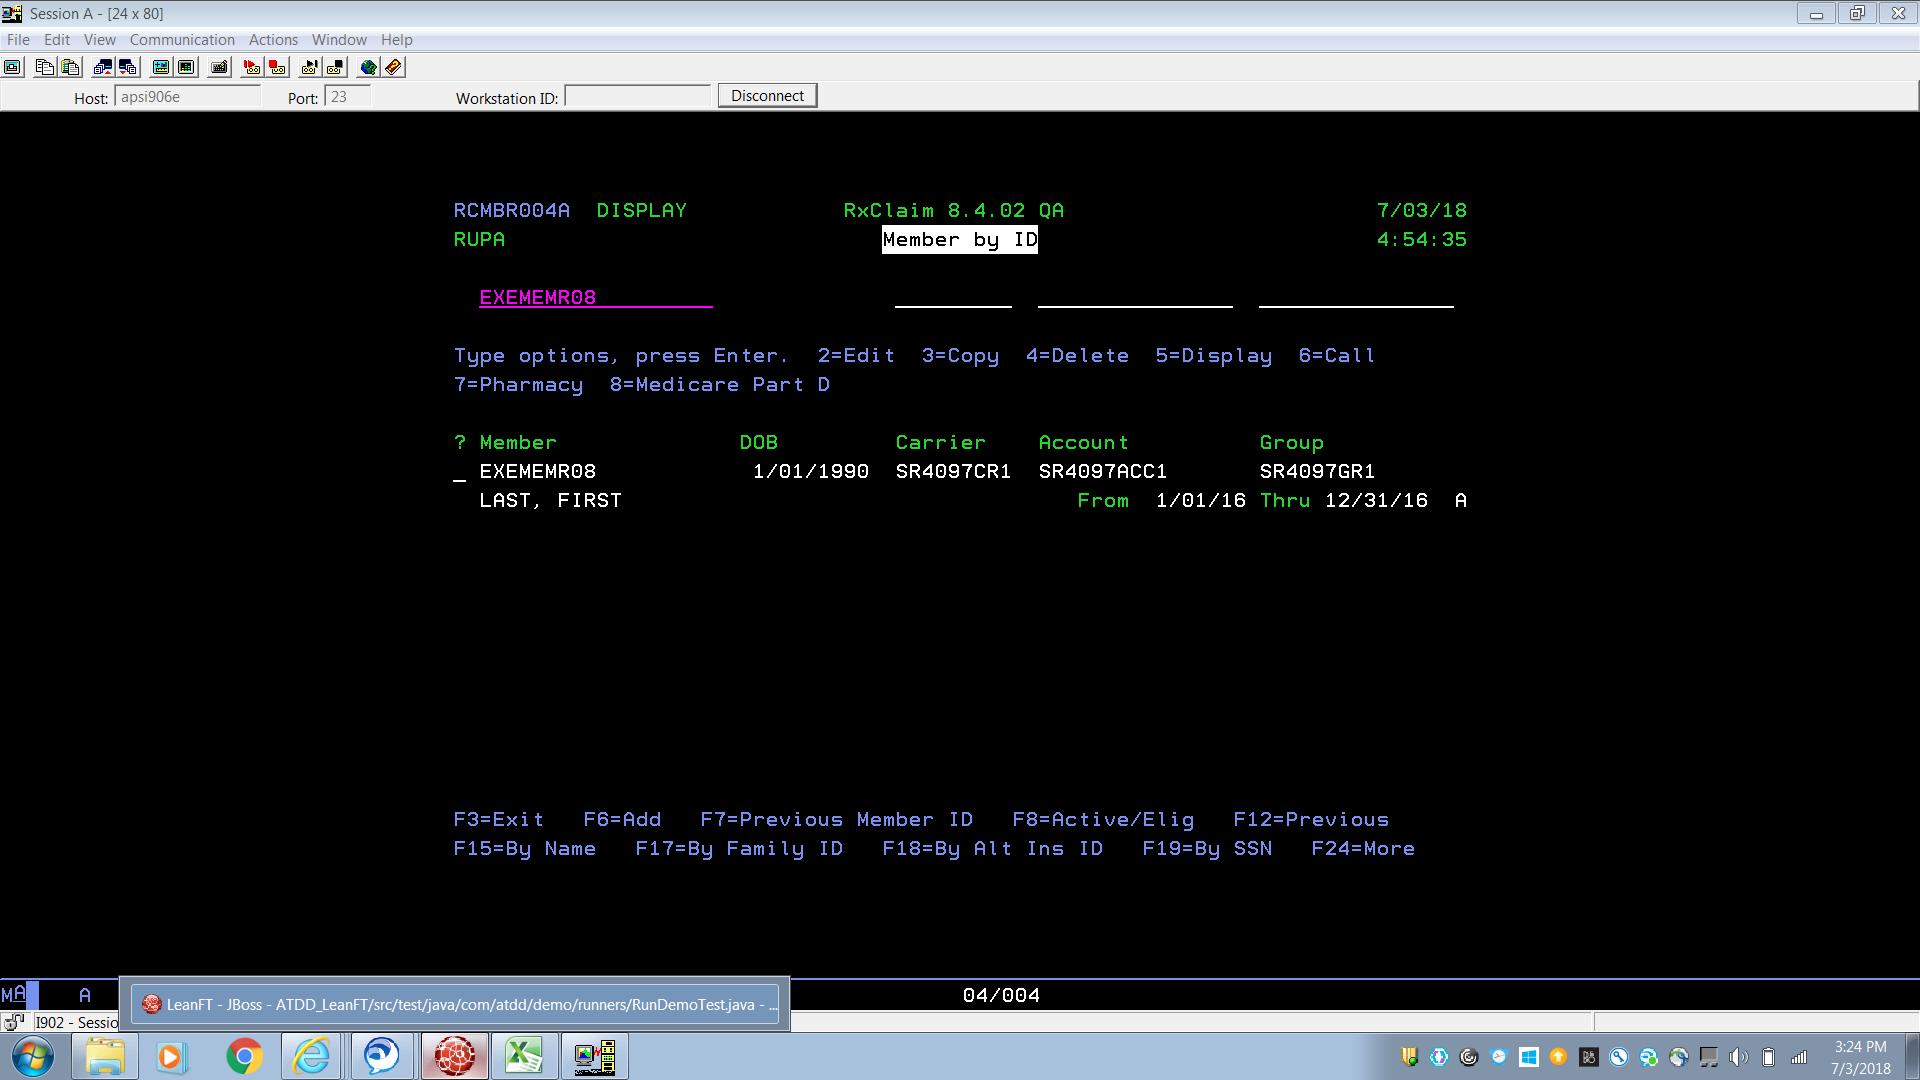 Session A - [24 x 80]
File Edit View Communication Actions Window Help
Host: apsi906e Port: 23 Workstation ID: Disconnect
RCMBR004A DISPLAY RxClaim 8.4.02 QA 7/03/18
RUPA Member by ID 4:54:35
EXEMEMR08
Type options, press Enter. 2=Edit 3=Copy 4=Delete 5=Display 6=Call
7=Pharmacy 8=Medicare Part D
? Member DOB Carrier Account Group
_ EXEMEMR08 1/01/1990 SR4097CR1 SR4097ACC1 SR4097GR1
LAST, FIRST From 1/01/16 Thru 12/31/16 A
F3=Exit F6=Add F7=Previous Member ID F8=Active/Elig F12=Previous
F15=By Name F17=By Family ID F18=By Alt Ins ID F19=By SSN F24=More
MA A 04/004
LeanFT - JBoss - ATDD_LeanFT/src/test/java/com/atdd/demo/runners/RunDemoTest.java - ...
I902 - Sessio
3:24 PM
7/3/2018